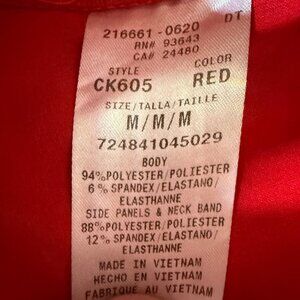 216661-0620 DT
RN# 93643
CA# 24480
STYLE COLOR
CK605 RED
SIZE/TALLA/TAILLE
M/M/M
724841045029
BODY
94%POLYESTER/POLIESTER
6% SPANDEX/ELASTANO/
ELASTHANNE
SIDE PANELS & NECK BAND
88%POLYESTER/POLIESTER
12% SPANDEX/ELASTANO/
ELASTHANNE
MADE IN VIETNAM
HECHO EN VIETNAM
FABRIQUE AU VIETNAM